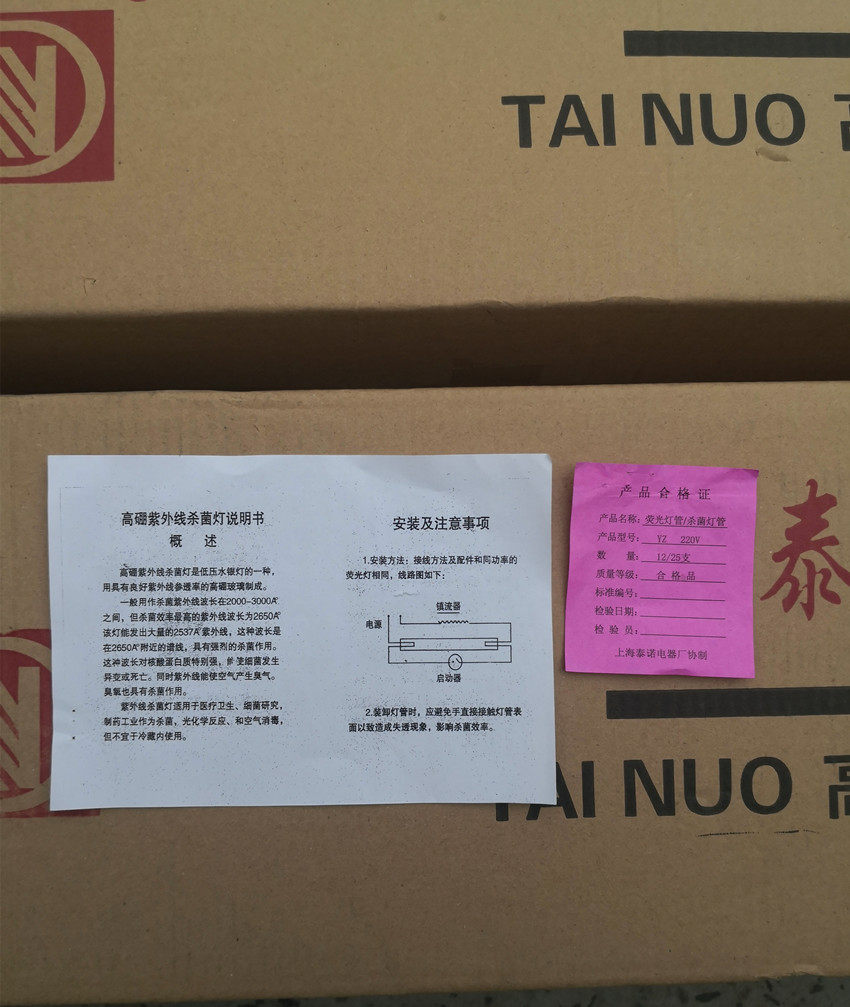 TAI NUO 高
高硼紫外线杀菌灯说明书
概 述
高硼紫外线杀菌灯是低压水银灯的一种，
用具有良好紫外线参透率的高硼玻璃制成。
一般用作杀菌紫外线波长在2000-3000A°
之间，但杀菌效率最高的紫外线波长为2650A°
该灯能发出大量的2537A°紫外线，这种波长是
在2650A°附近的谱线，具有强烈的杀菌作用。
这种波对核酸蛋白质特别强，能使细菌发生
异变或死亡。同时紫外线能使空气产生臭气。
臭氧也具有杀菌作用。
紫外线杀菌灯适用于医疗卫生、细菌研究，
制药工业作为杀菌，光化学反应、和空气消毒，
但不宜于冷藏内使用。
安装及注意事项
1.安装方法：接线方法及配件和同功率的
荧光灯相同，线路图如下：
镇流器
电源
启动器
2.装卸灯管时，应避免手直接接触灯管表
面以致造成失透现象，影响杀菌效率。
产品合格证
产品名称：荧光灯管/杀菌灯管
产品型号：YZ 220V
数 量：12/25支
质量等级：合格品
标准编号：
检验日期：
检 验 员：
上海泰诺电器厂协制
泰
TAI NUO 高